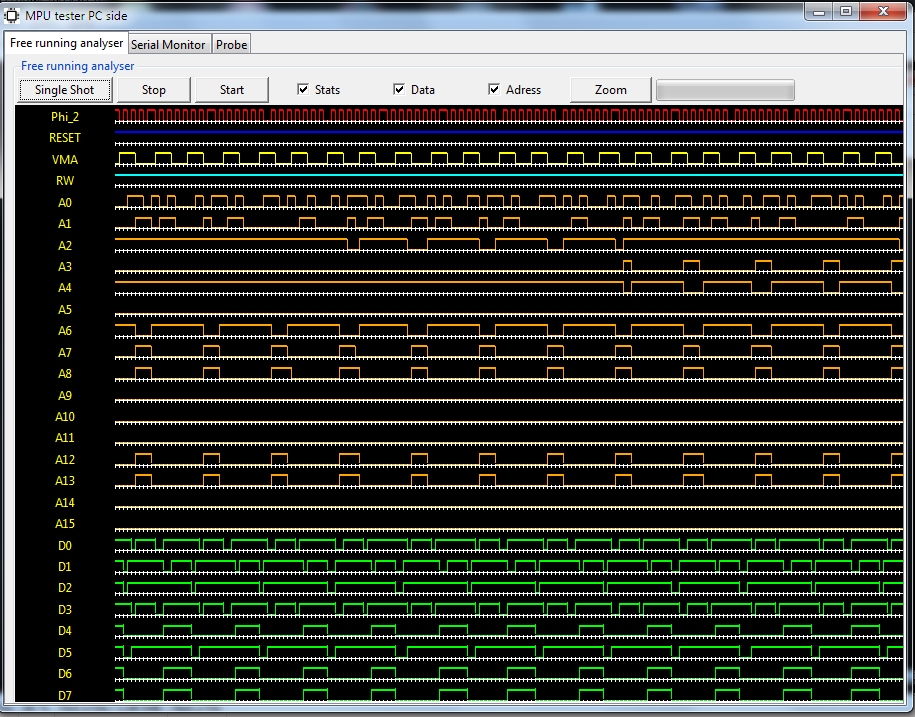 MPU tester PC side
Free running analyser Serial Monitor Probe
Free running analyser
Single Shot Stop Start Stats Data Adress Zoom
Phi_2
RESET
VMA
RW
A0
A1
A2
A3
A4
A5
A6
A7
A8
A9
A10
A11
A12
A13
A14
A15
D0
D1
D2
D3
D4
D5
D6
D7